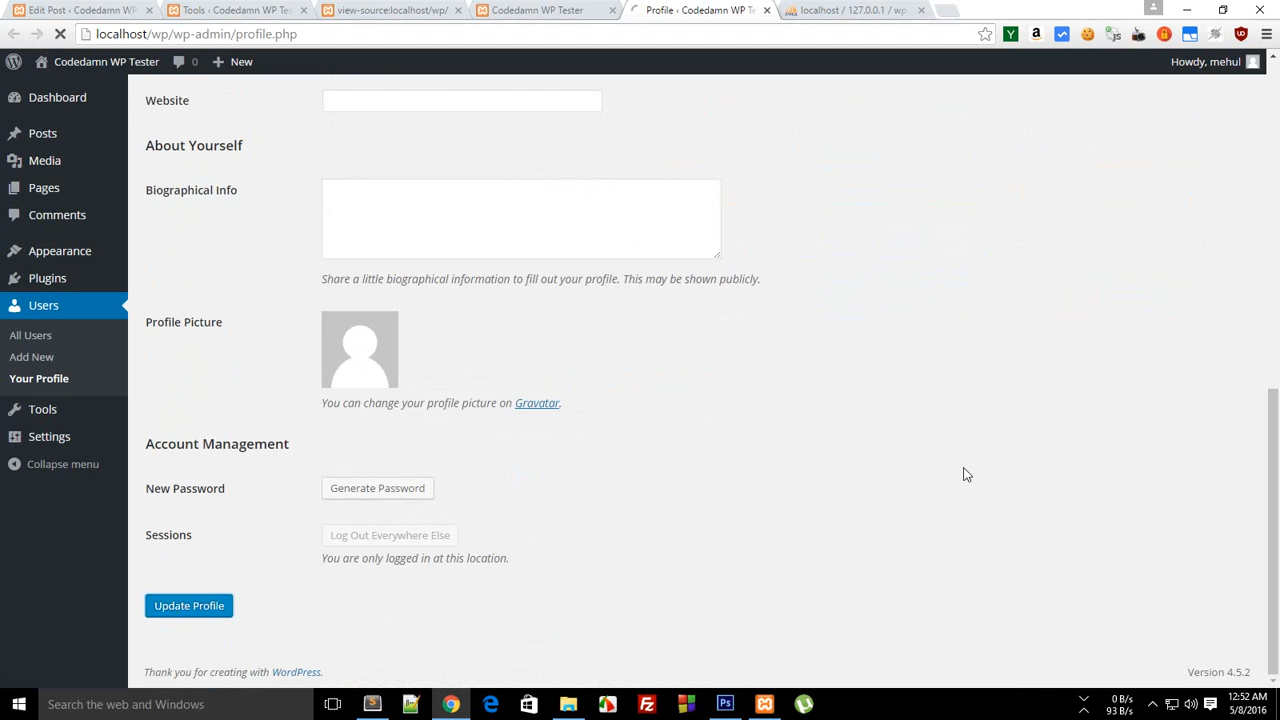 Edit Post ‹ Codedamn WP
Tools ‹ Codedamn WP Te
view-source:localhost/wp/
Codedamn WP Tester
Profile ‹ Codedamn WP Te
localhost / 127.0.0.1 / wp
localhost/wp/wp-admin/profile.php
Codedamn WP Tester
0
New
Howdy, mehul
Dashboard
Posts
Media
Pages
Comments
Appearance
Plugins
Users
All Users
Add New
Your Profile
Tools
Settings
Collapse menu
Website
About Yourself
Biographical Info
Share a little biographical information to fill out your profile. This may be shown publicly.
Profile Picture
You can change your profile picture on Gravatar.
Account Management
New Password
Generate Password
Sessions
Log Out Everywhere Else
You are only logged in at this location.
Update Profile
Thank you for creating with WordPress.
Version 4.5.2
Search the web and Windows
0 B/s
93 B/s
12:52 AM
5/8/2016